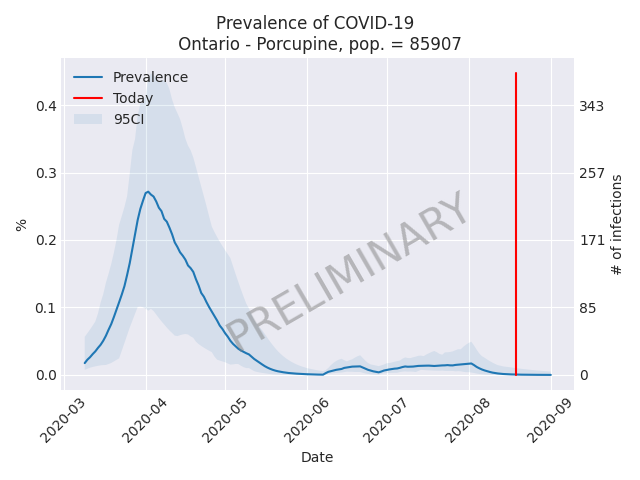 Prevalence of COVID-19
Ontario - Porcupine, pop. = 85907
Prevalence
Today
95CI
PRELIMINARY
%
0.4
0.3
0.2
0.1
0.0
343
257
171
85
0
# of infections
2020-03
2020-04
2020-05
2020-06
2020-07
2020-08
2020-09
Date